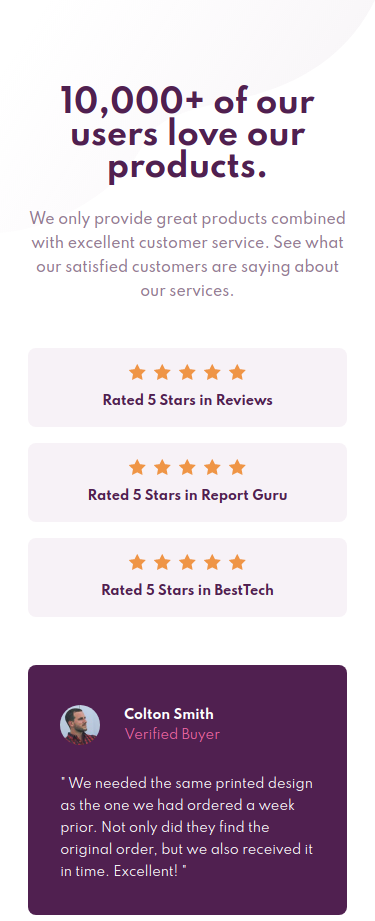 10,000+ of our
users love our
products.
We only provide great products combined
with excellent customer service. See what
our satisfied customers are saying about
our services.
Rated 5 Stars in Reviews
Rated 5 Stars in Report Guru
Rated 5 Stars in BestTech
Colton Smith
Verified Buyer
" We needed the same printed design
as the one we had ordered a week
prior. Not only did they find the
original order, but we also received it
in time. Excellent! "